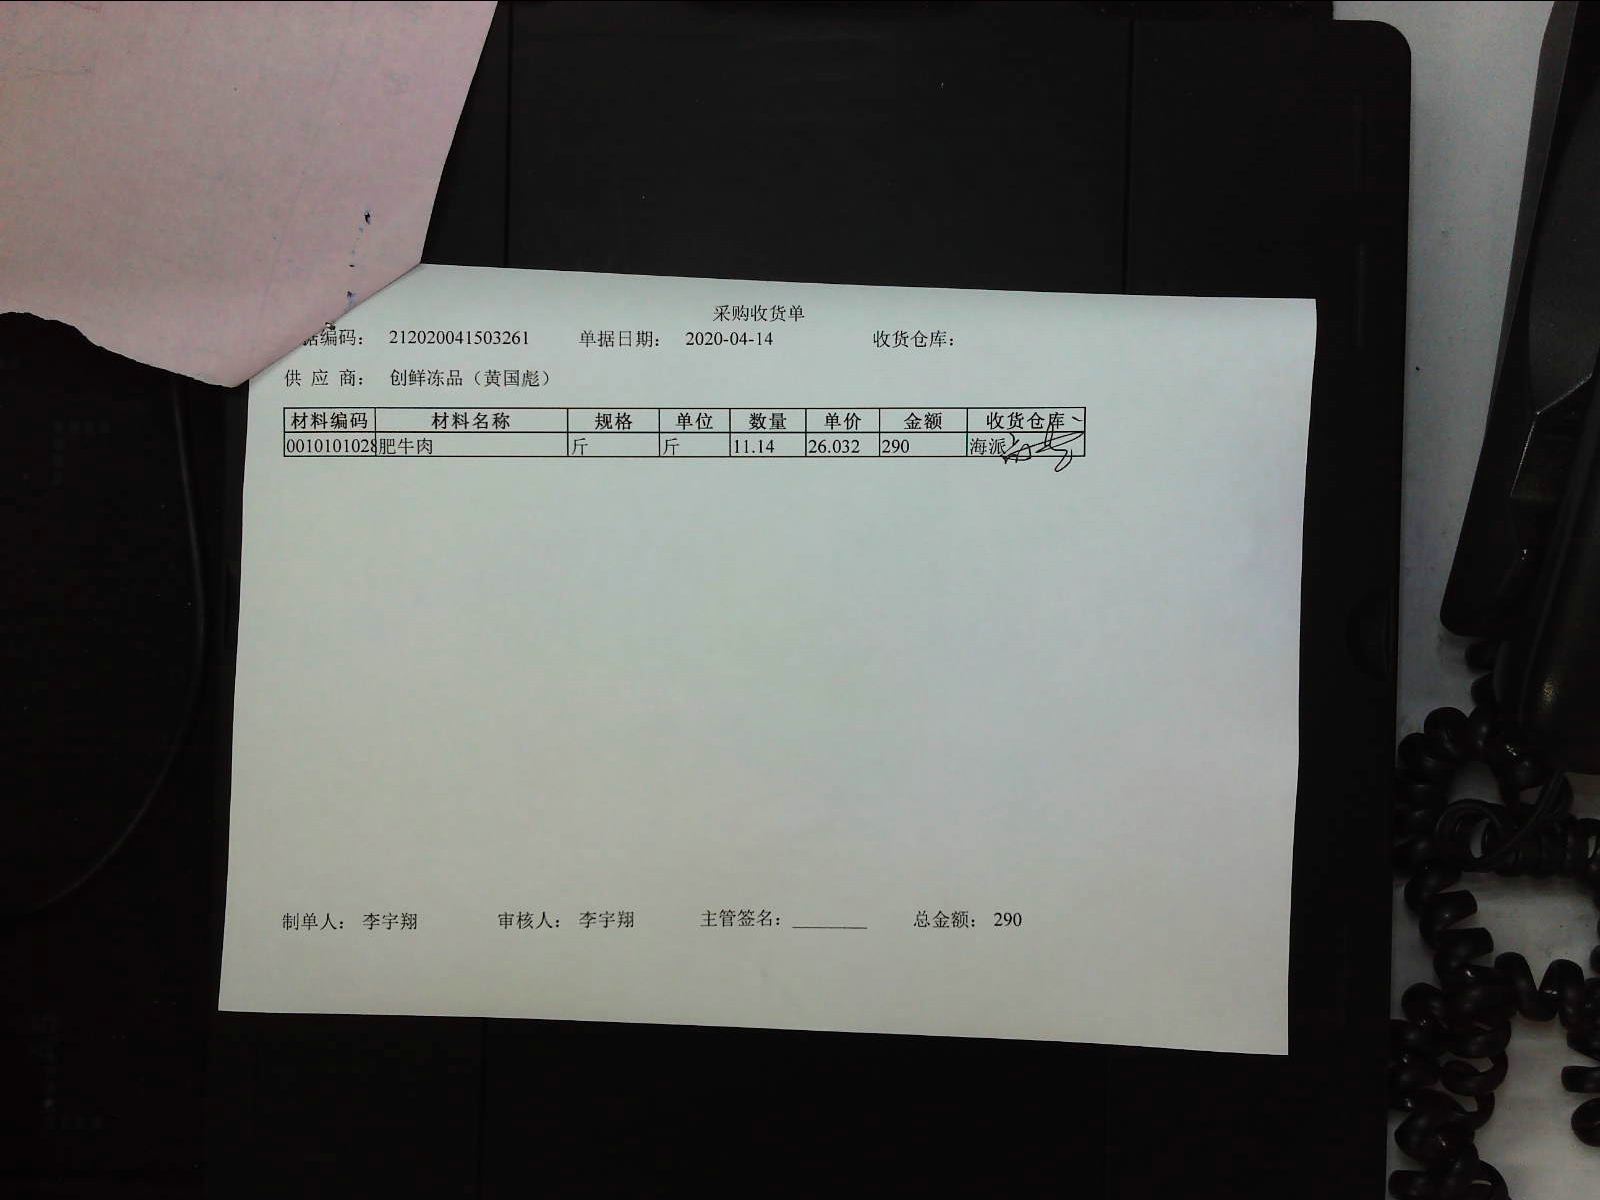 采购收货单
据编码： 212020041503261 单据日期： 2020-04-14 收货仓库：
供 应 商： 创鲜冻品（黄国彪）
材料编码 材料名称 规格 单位 数量 单价 金额 收货仓库
0010101028 肥牛肉 斤 斤 11.14 26.032 290 海派
制单人： 李宇翔 审核人： 李宇翔 主管签名：________ 总金额： 290